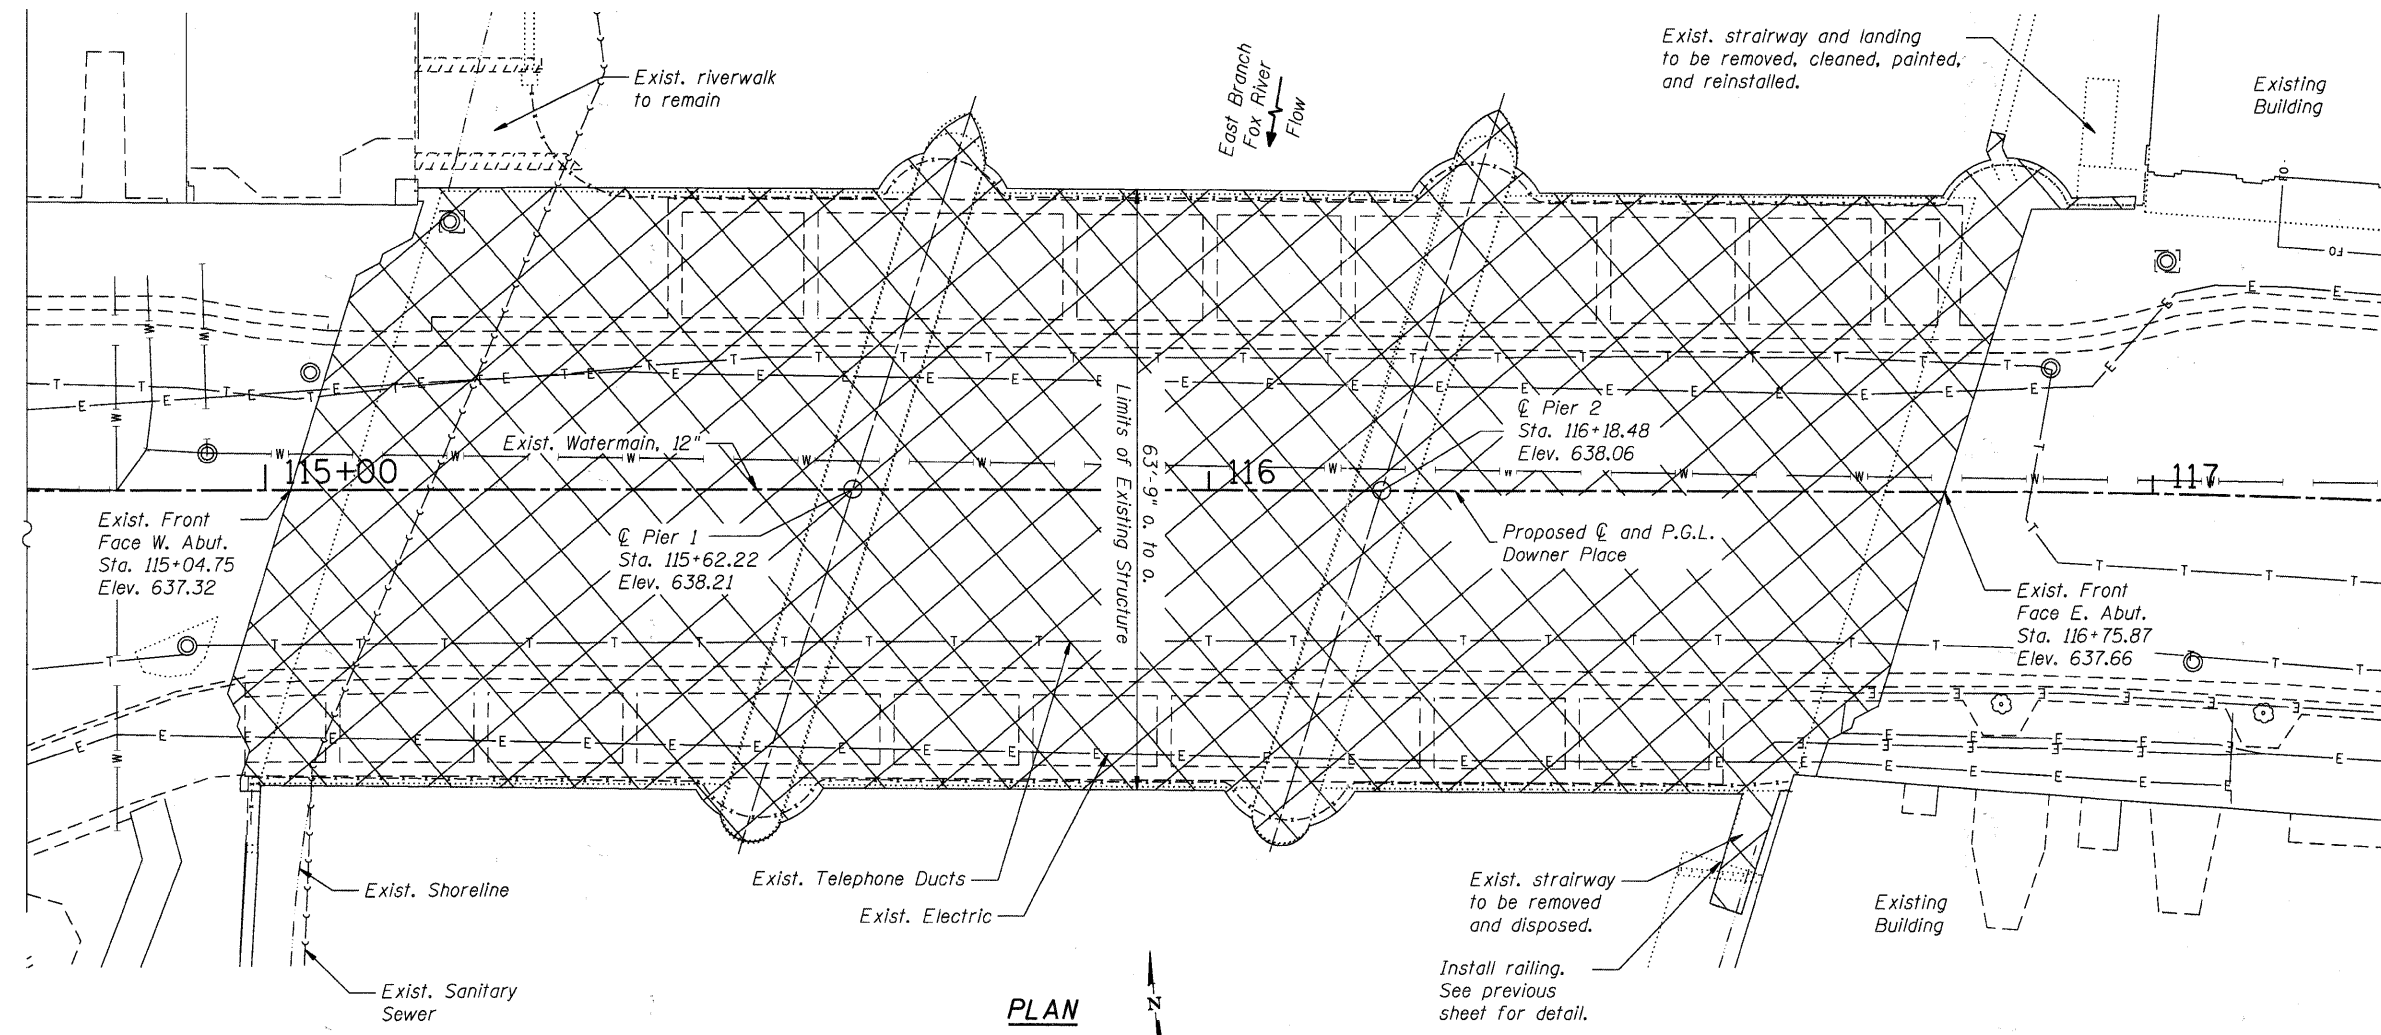 Exist. strairway and landing
to be removed, cleaned, painted,
and reinstalled.
Existing
Building
Exist. riverwalk
to remain
East Branch
Fox River
Flow
FO
FO
Exist. Watermain, 12"
℄ Pier 2
Sta. 116+18.48
Elev. 638.06
115+00
116
117
Limits of Existing Structure
63'-9" o. to o.
Exist. Front
Face W. Abut.
Sta. 115+04.75
Elev. 637.32
℄ Pier 1
Sta. 115+62.22
Elev. 638.21
Proposed ℄ and P.G.L.
Downer Place
Exist. Front
Face E. Abut.
Sta. 116+75.87
Elev. 637.66
Exist. Telephone Ducts
Exist. Electric
Exist. Shoreline
Exist. Sanitary
Sewer
Exist. strairway
to be removed
and disposed.
Existing
Building
Install railing.
See previous
sheet for detail.
PLAN
N